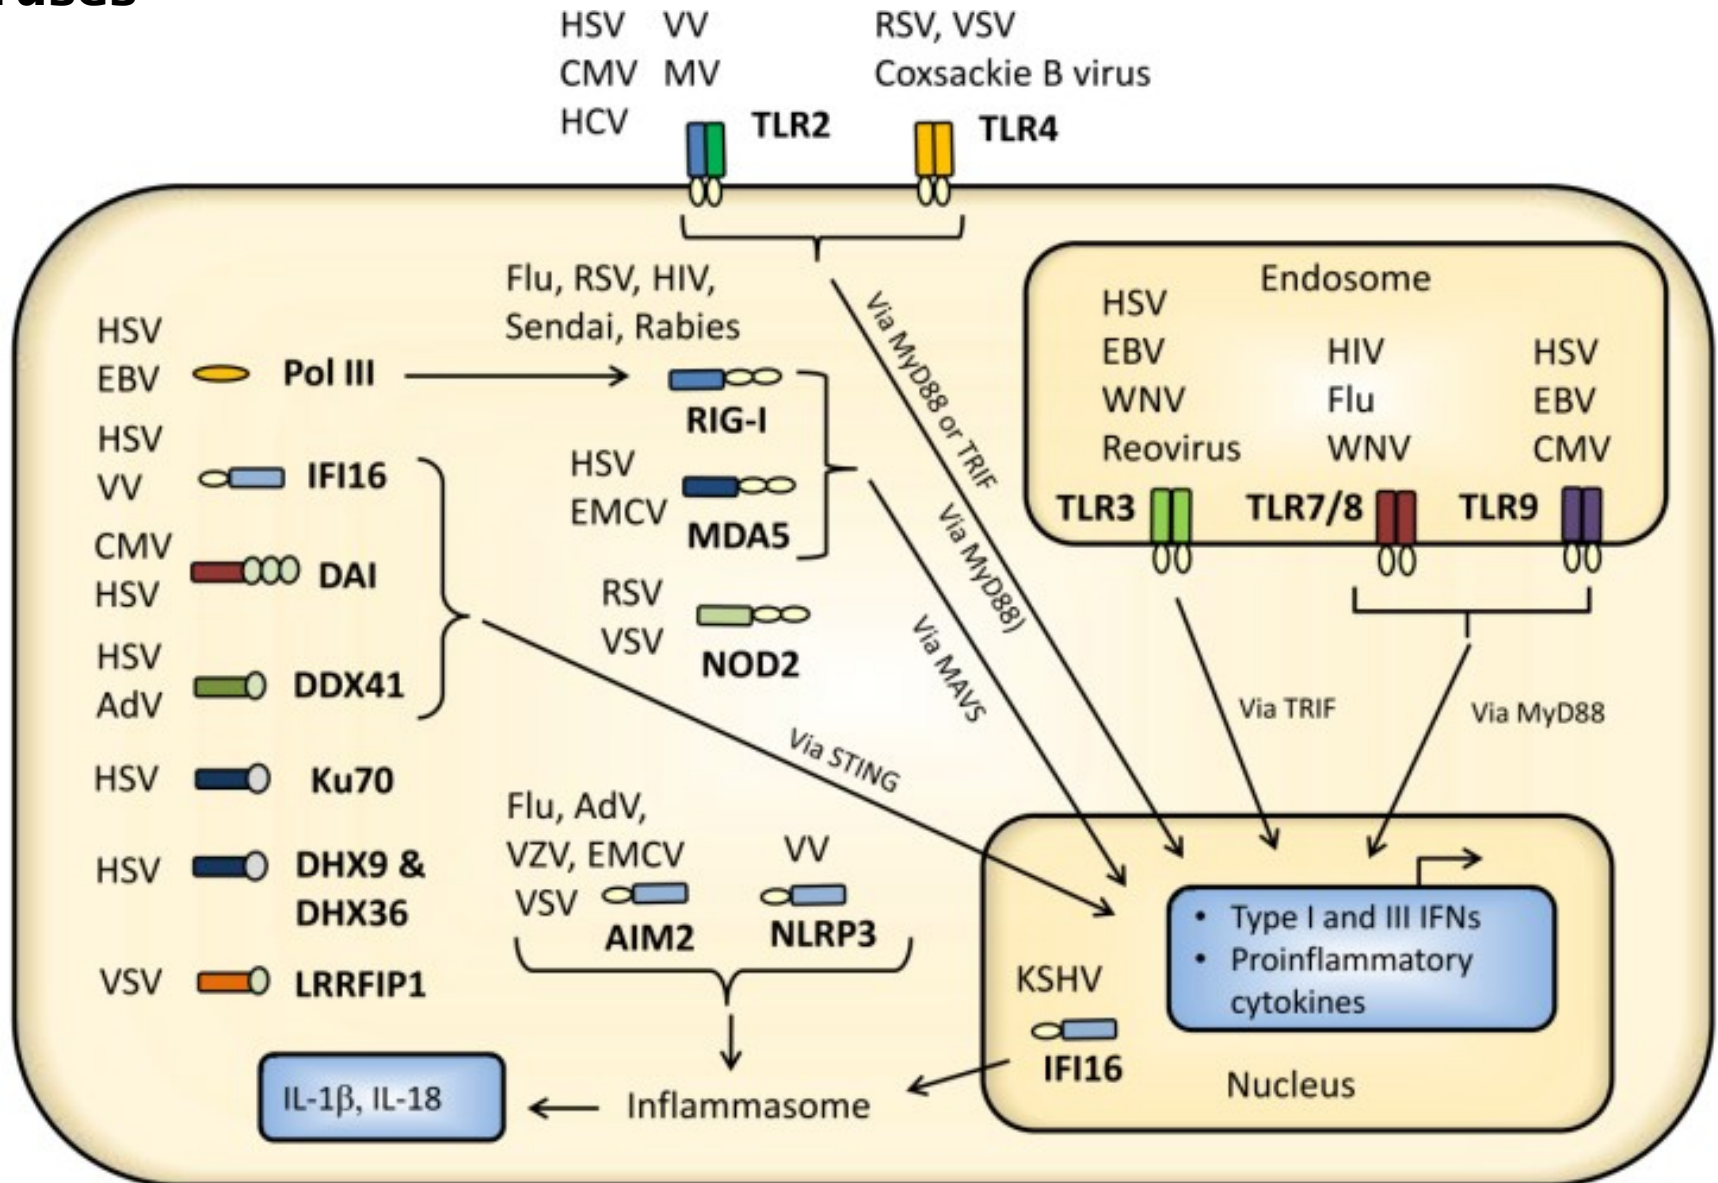 HSV VV
CMV MV
HCV
TLR2
RSV, VSV
Coxsackie B virus
TLR4
Flu, RSV, HIV,
Sendai, Rabies
HSV
EBV
Pol III
RIG-I
HSV
VV
IFI16
HSV
EMCV
MDA5
CMV
HSV
DAI
RSV
VSV
NOD2
HSV
AdV
DDX41
HSV
Ku70
HSV
DHX9 &
DHX36
VSV
LRRFIP1
Via MyD88 or TRIF
Via MyD88)
Via MAVS
Via STING
Endosome
HSV
EBV
WNV
Reovirus
TLR3
HIV
Flu
WNV
TLR7/8
HSV
EBV
CMV
TLR9
Via TRIF
Via MyD88
Flu, AdV,
VZV, EMCV
VSV
AIM2
VV
NLRP3
• Type I and III IFNs
• Proinflammatory
cytokines
KSHV
IFI16
Nucleus
Inflammasome
IL-1β, IL-18